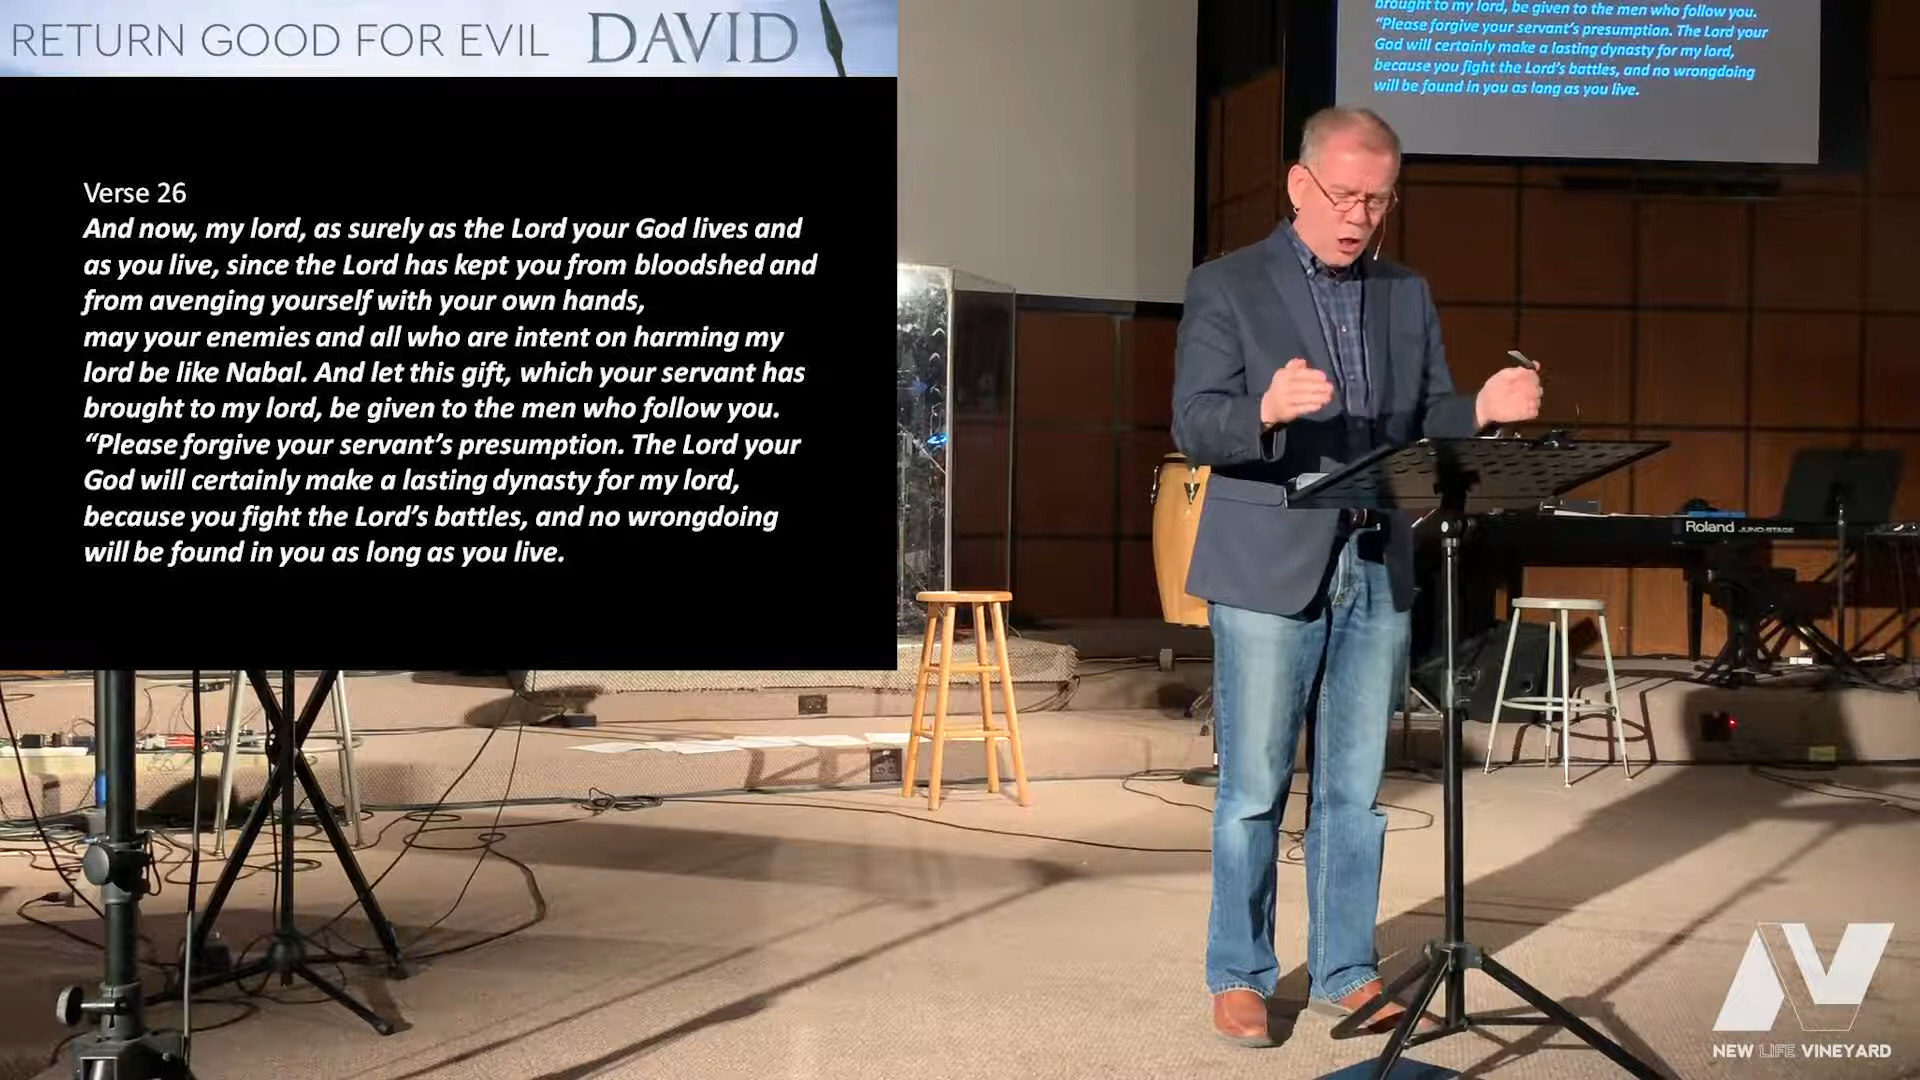 RETURN GOOD FOR EVIL DAVID
Verse 26
And now, my lord, as surely as the Lord your God lives and
as you live, since the Lord has kept you from bloodshed and
from avenging yourself with your own hands,
may your enemies and all who are intent on harming my
lord be like Nabal. And let this gift, which your servant has
brought to my lord, be given to the men who follow you.
“Please forgive your servant’s presumption. The Lord your
God will certainly make a lasting dynasty for my lord,
because you fight the Lord’s battles, and no wrongdoing
will be found in you as long as you live.
brought to my lord, be given to the men who follow you.
“Please forgive your servant’s presumption. The Lord your
God will certainly make a lasting dynasty for my lord,
because you fight the Lord’s battles, and no wrongdoing
will be found in you as long as you live.
Roland JUNO-STAGE
NEW LIFE VINEYARD